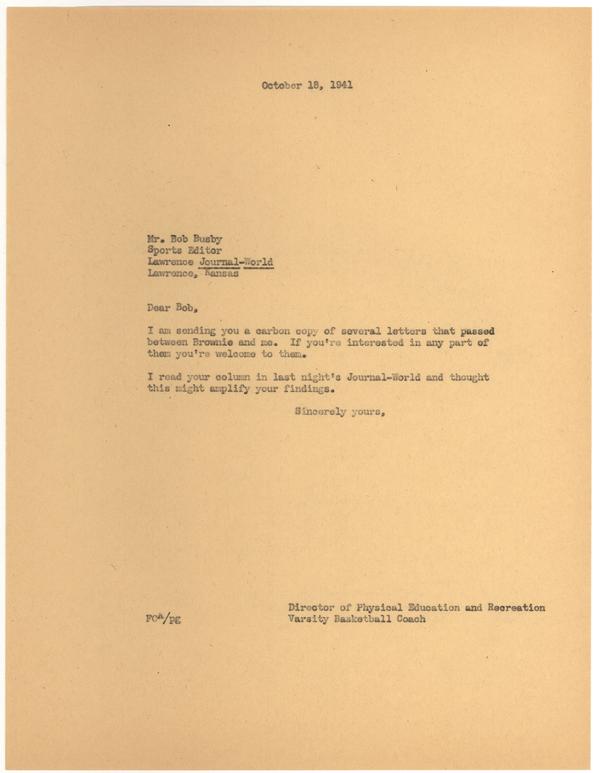 October 18, 1941
Mr. Bob Busby
Sports Editor
Lawrence Journal-World
Lawrence, Kansas
Dear Bob,
I am sending you a carbon copy of several letters that passed
between Brownie and me.  If you're interested in any part of
them you're welcome to them.
I read your column in last night's Journal-World and thought
this might amplify your findings.
Sincerely yours,
Director of Physical Education and Recreation
FCA/pg Varsity Basketball Coach